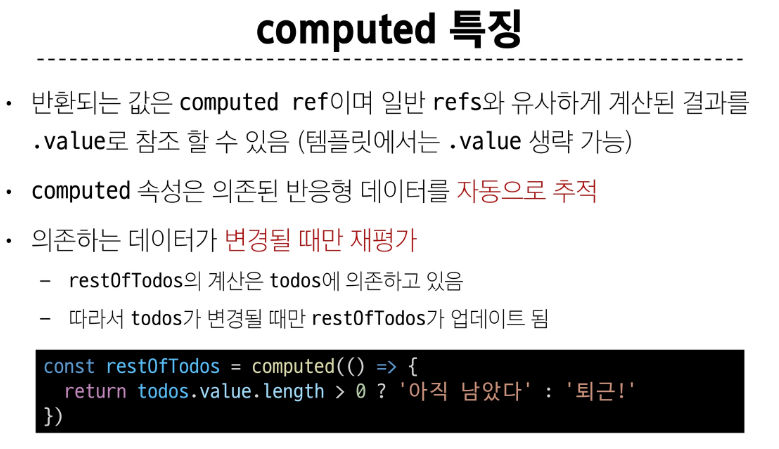 computed 특징
• 반환되는 값은 computed ref이며 일반 refs와 유사하게 계산된 결과를
.value로 참조 할 수 있음 (템플릿에서는 .value 생략 가능)
• computed 속성은 의존된 반응형 데이터를 자동으로 추적
• 의존하는 데이터가 변경될 때만 재평가
– restOfTodos의 계산은 todos에 의존하고 있음
– 따라서 todos가 변경될 때만 restOfTodos가 업데이트 됨
const restOfTodos = computed(() => {
  return todos.value.length > 0 ? '아직 남았다' : '퇴근!'
})